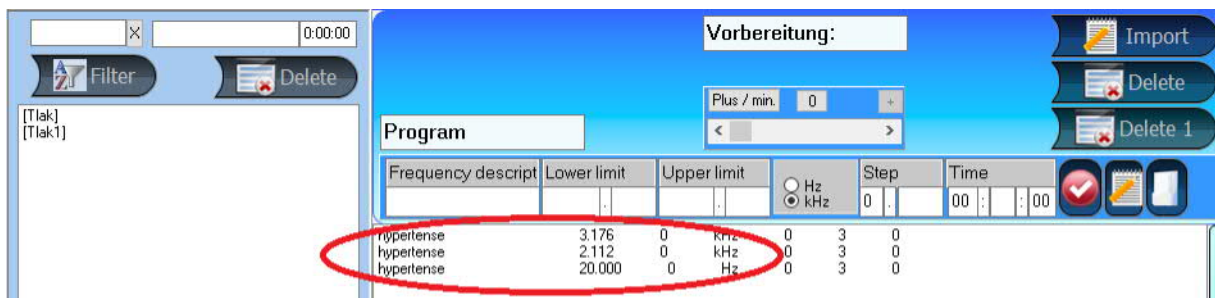 X 0:00:00
Filter Delete
[Tlak]
[Tlak1]
Vorbereitung:
Import
Delete
Delete 1
Plus / min. 0 +
< >
Program
Frequency descript Lower limit Upper limit Hz kHz Step Time
. . 0 . 00 : : 00
hypertense 3.176 0 kHz 0 3 0
hypertense 2.112 0 kHz 0 3 0
hypertense 20.000 0 Hz 0 3 0